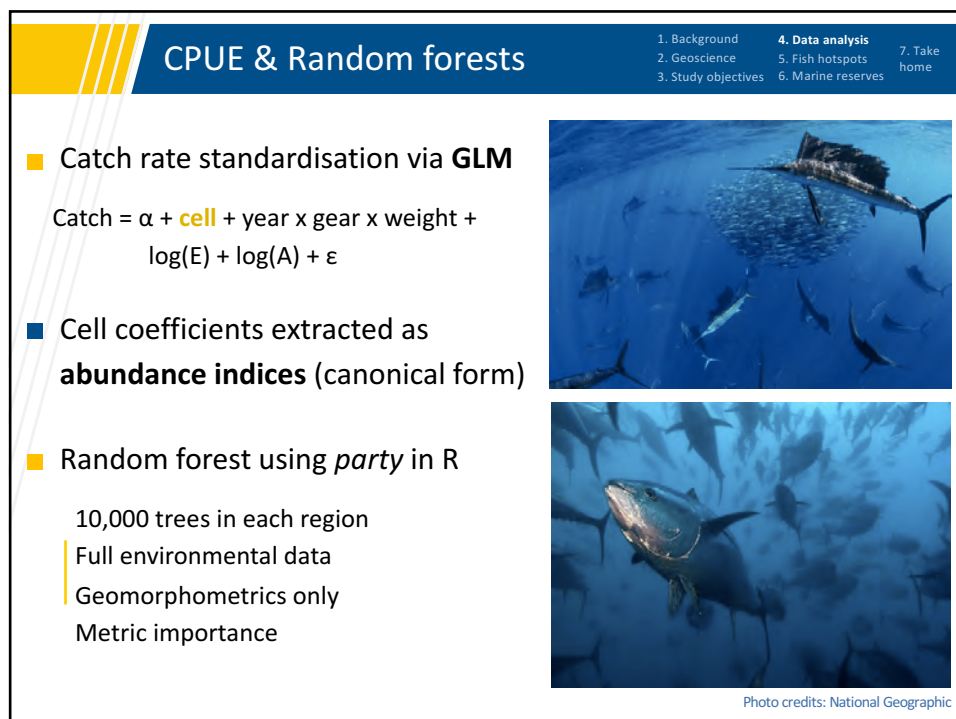 CPUE & Random forests
1. Background
2. Geoscience
3. Study objectives
4. Data analysis
5. Fish hotspots
6. Marine reserves
7. Take
home
Catch rate standardisation via GLM
Catch = α + cell + year x gear x weight +
log(E) + log(A) + ε
Cell coefficients extracted as
abundance indices (canonical form)
Random forest using party in R
10,000 trees in each region
Full environmental data
Geomorphometrics only
Metric importance
Photo credits: National Geographic